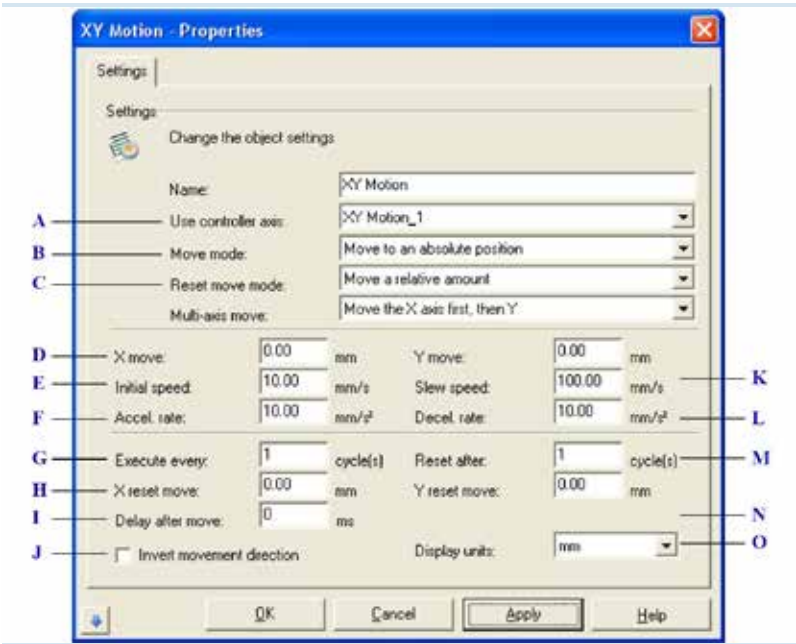 XY Motion - Properties
Settings
Settings
Change the object settings
Name: XY Motion
A Use controller axis: XY Motion_1
B Move mode: Move to an absolute position
C Reset move mode: Move a relative amount
Multi-axis move: Move the X axis first, then Y
D X move: 0.00 mm Y move: 0.00 mm
E Initial speed: 10.00 mm/s Slew speed: 100.00 mm/s K
F Accel. rate: 10.00 mm/s² Decel. rate: 10.00 mm/s² L
G Execute every: 1 cycle(s) Reset after: 1 cycle(s) M
H X reset move: 0.00 mm Y reset move: 0.00 mm
I Delay after move: 0 ms N
J Invert movement direction Display units: mm O
OK Cancel Apply Help